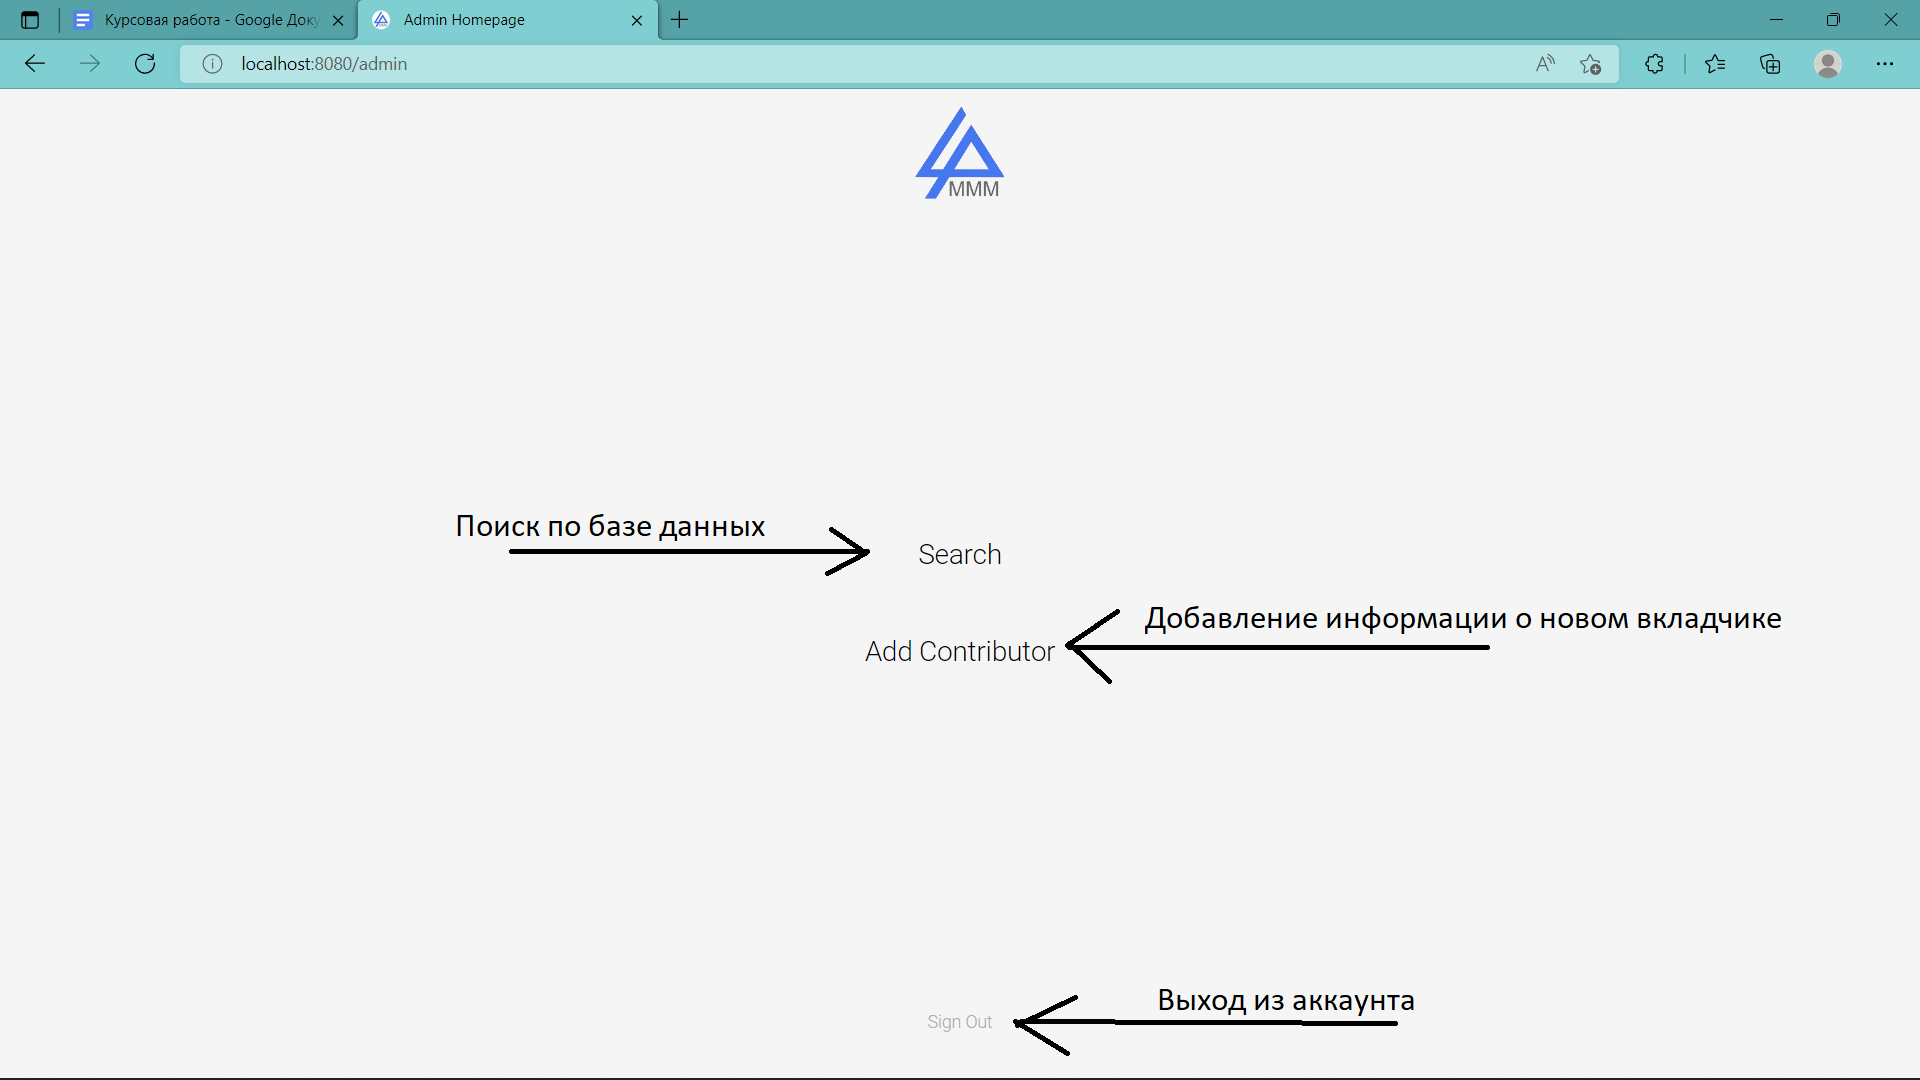 Курсовая работа - Google Доку
Admin Homepage
localhost:8080/admin
MMM
Поиск по базе данных
Search
Добавление информации о новом вкладчике
Add Contributor
Выход из аккаунта
Sign Out